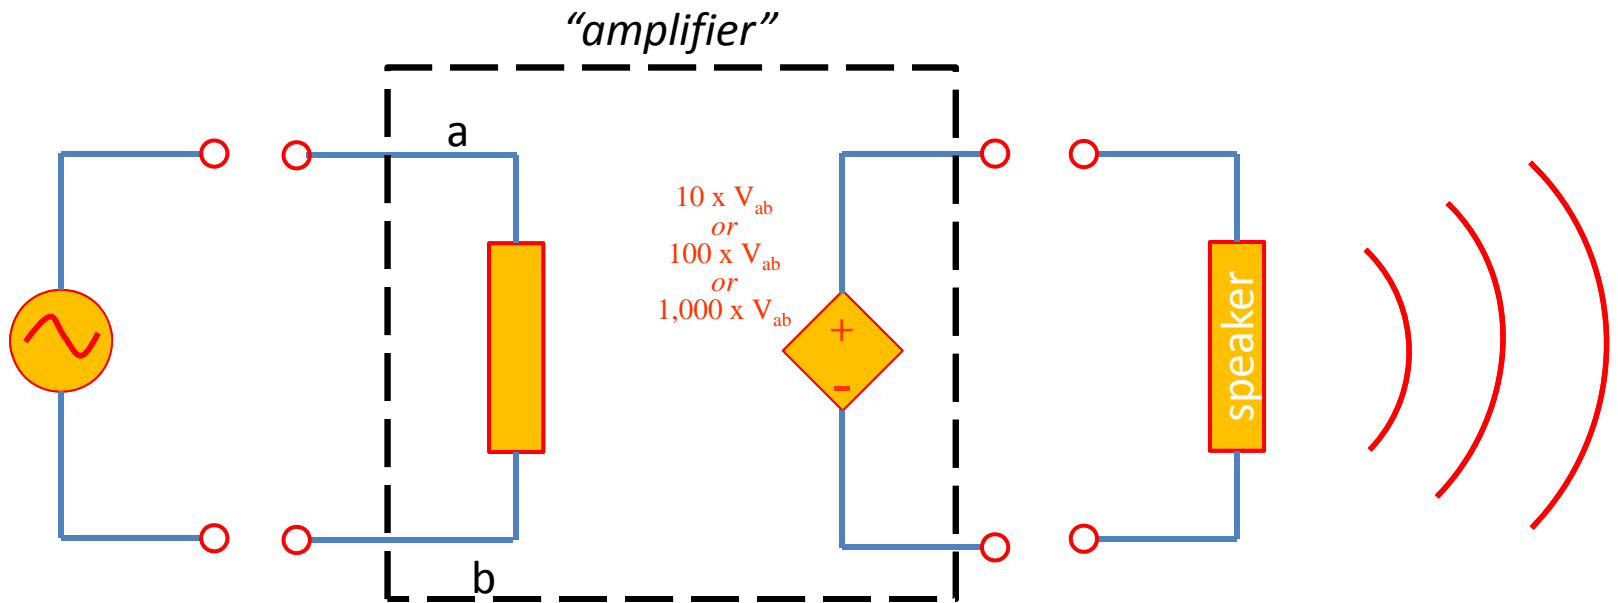 “amplifier”
a
10 x Vab
or
100 x Vab
or
1,000 x Vab
+
-
speaker
b